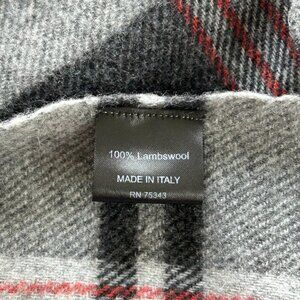 100% Lambswool
MADE IN ITALY
RN 75343